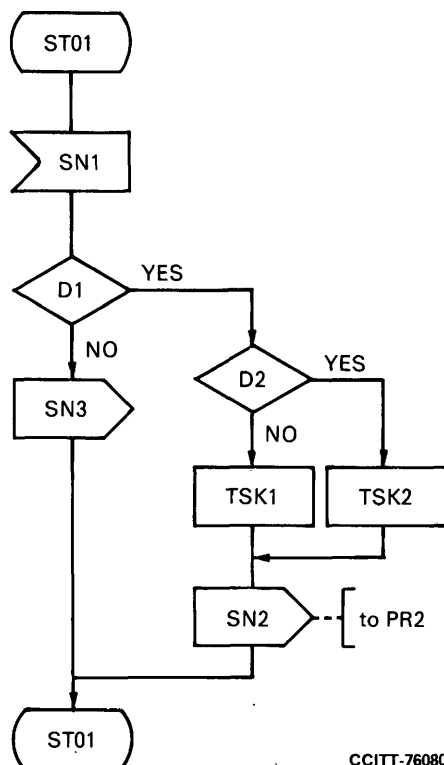 ST01
SN1
D1
YES
NO
SN3
D2
YES
NO
TSK1
TSK2
SN2
to PR2
ST01
CCITT-76080